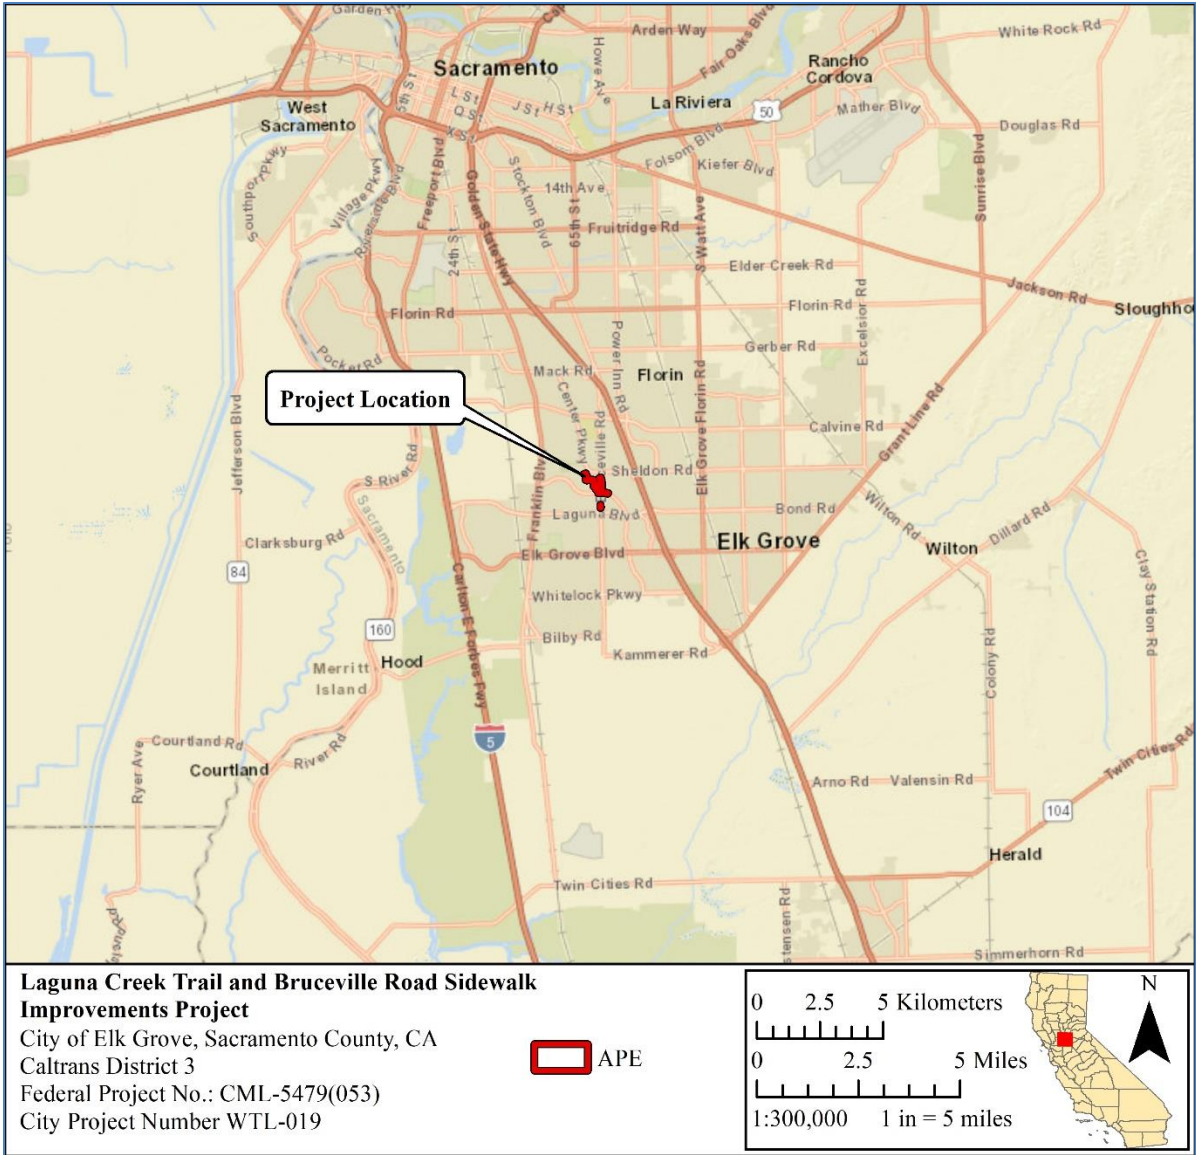 Garden Hwy
Arden Way
White Rock Rd
Howe Ave
Fair Oaks Blvd
Sacramento
Rancho
Cordova
5th St
L St
J St
H St
La Riviera
50
Mather Blvd
West
Sacramento
Q St
X St
Douglas Rd
Folsom Blvd
Kiefer Blvd
Southport Pkwy
Village Pkwy
Riverside Blvd
Freeport Blvd
Golden State Hwy
Stockton Blvd
14th Ave
65th St
Fruitridge Rd
S Watt Ave
Sunrise Blvd
24th St
Elder Creek Rd
Jackson Rd
Florin Rd
Florin Rd
Excelsior Rd
Sloughho
Pocket Rd
Power Inn Rd
Gerber Rd
Mack Rd
Florin
Center Pkwy
Project Location
Elk Grove Florin Rd
Grant Line Rd
Jefferson Blvd
Calvine Rd
S River Rd
Franklin Blv
Sheldon Rd
Sacramento
Laguna Blvd
Bond Rd
Wilton Rd
Dillard Rd
Clarksburg Rd
Elk Grove
Wilton
Elk Grove Blvd
84
Carlton E Forbes Fwy
Whitelock Pkwy
Clay Station Rd
160
Bilby Rd
Hood
Kammerer Rd
Colony Rd
Merritt
Island
5
Courtland Rd
River Rd
Ryer Ave
Courtland
Arno Rd
Valensin Rd
Twin Cities Rd
104
Herald
Twin Cities Rd
stensen Rd
Simmerhorn Rd
Laguna Creek Trail and Bruceville Road Sidewalk
Improvements Project
City of Elk Grove, Sacramento County, CA
Caltrans District 3
Federal Project No.: CML-5479(053)
City Project Number WTL-019
APE
0 2.5 5 Kilometers
0 2.5 5 Miles
1:300,000 1 in = 5 miles
N